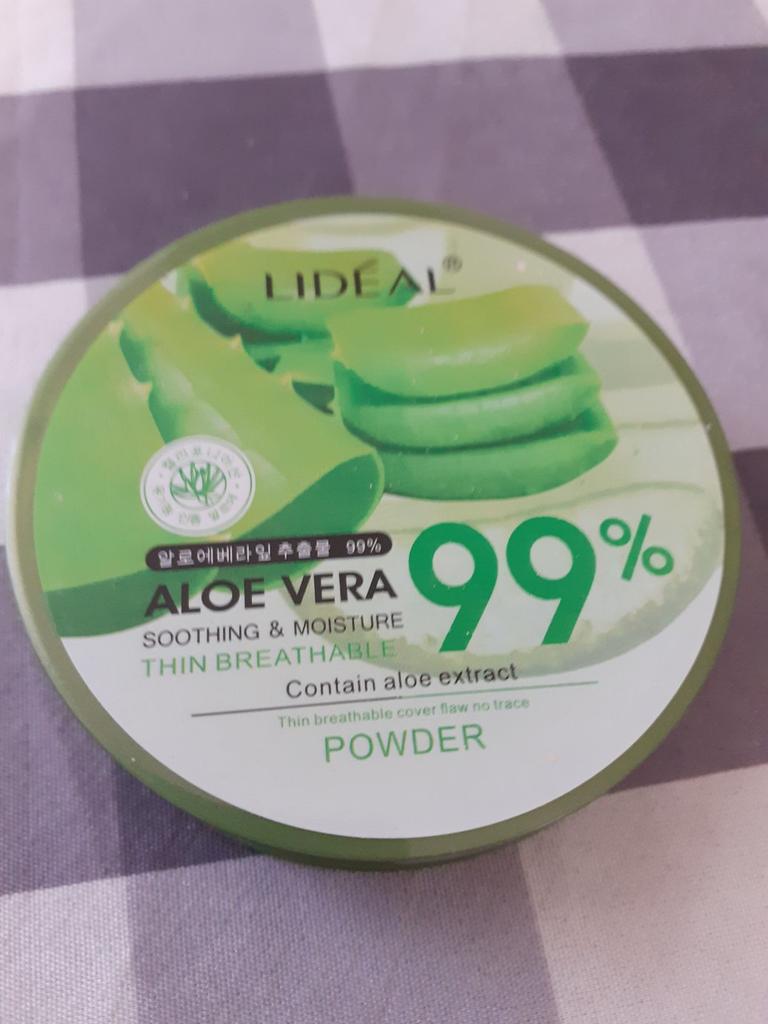 LIDÉAL®
알로에베라잎추출물 99%
ALOE VERA
99%
SOOTHING & MOISTURE
THIN BREATHABLE
Contain aloe extract
Thin breathable cover flaw no trace
POWDER